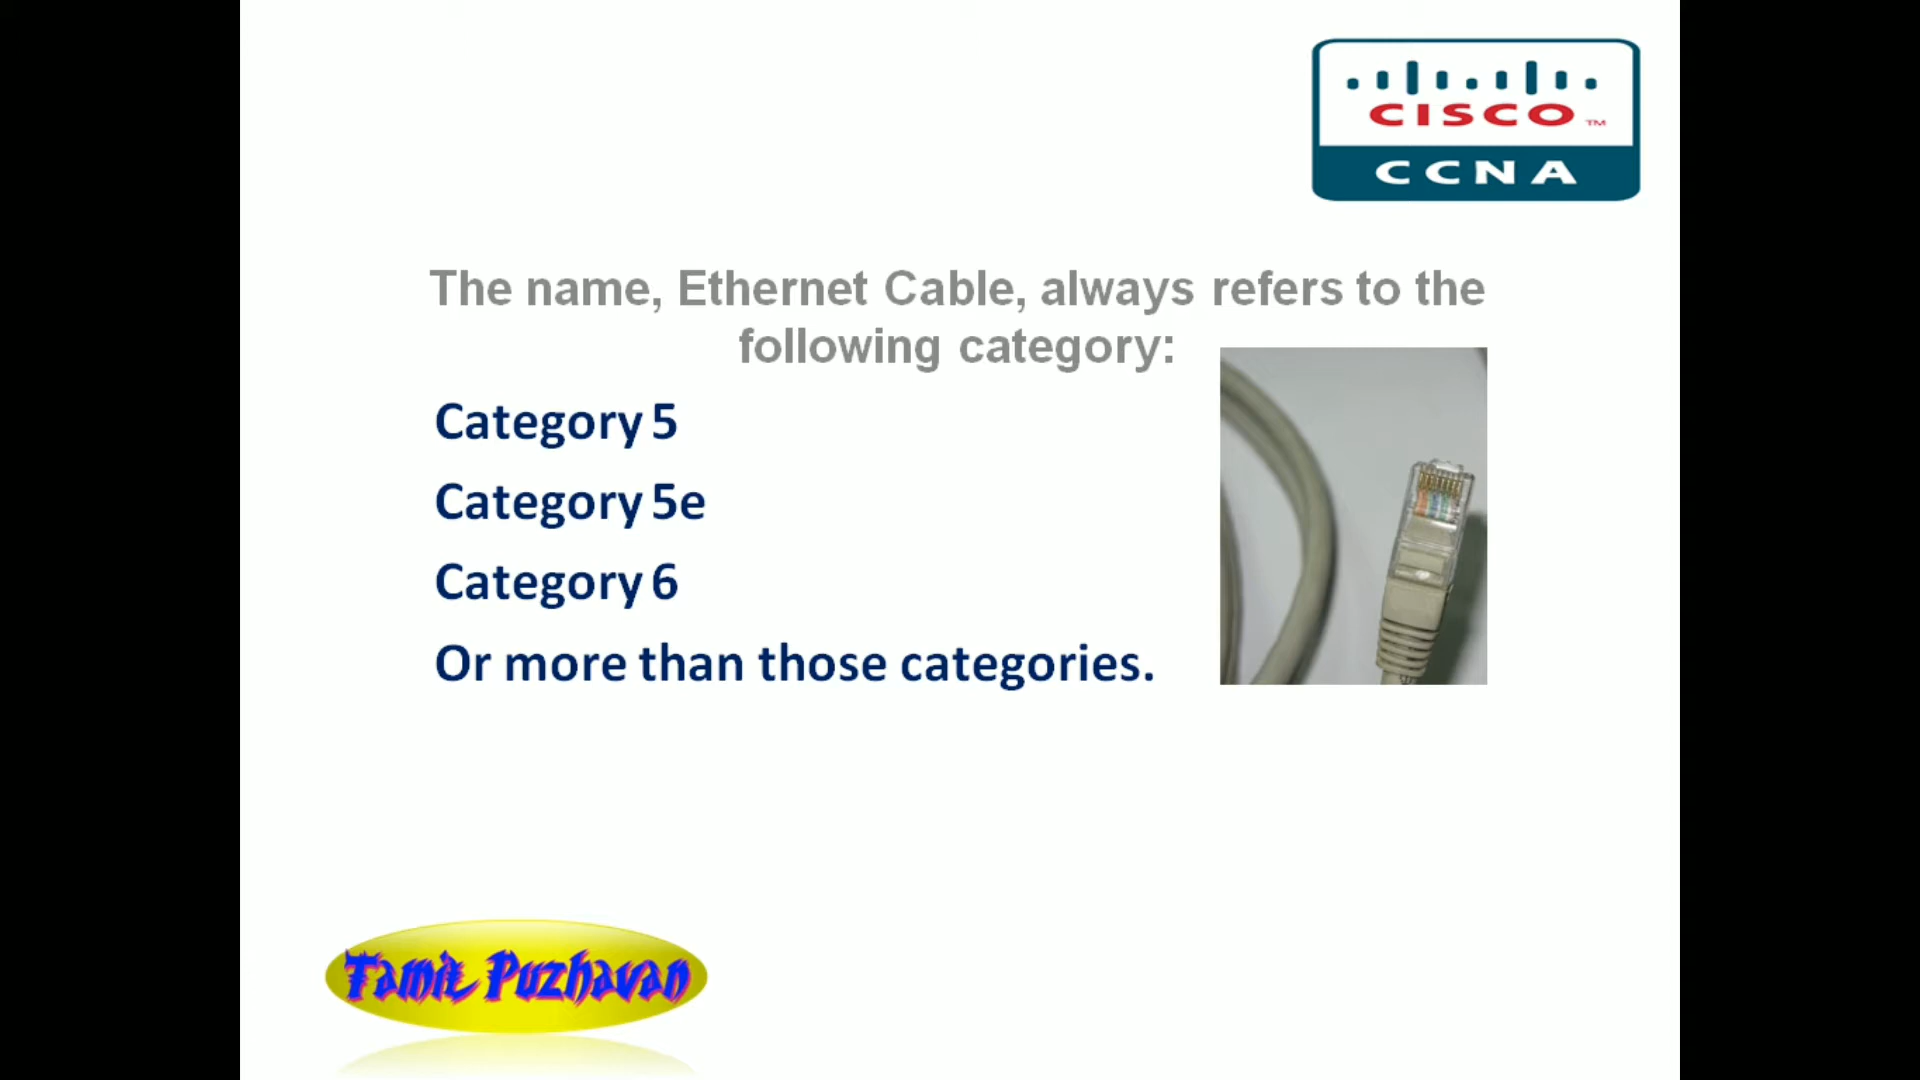 CISCO TM
CCNA
The name, Ethernet Cable, always refers to the
following category:
Category 5
Category 5e
Category 6
Or more than those categories.
Tamil Puzhavan